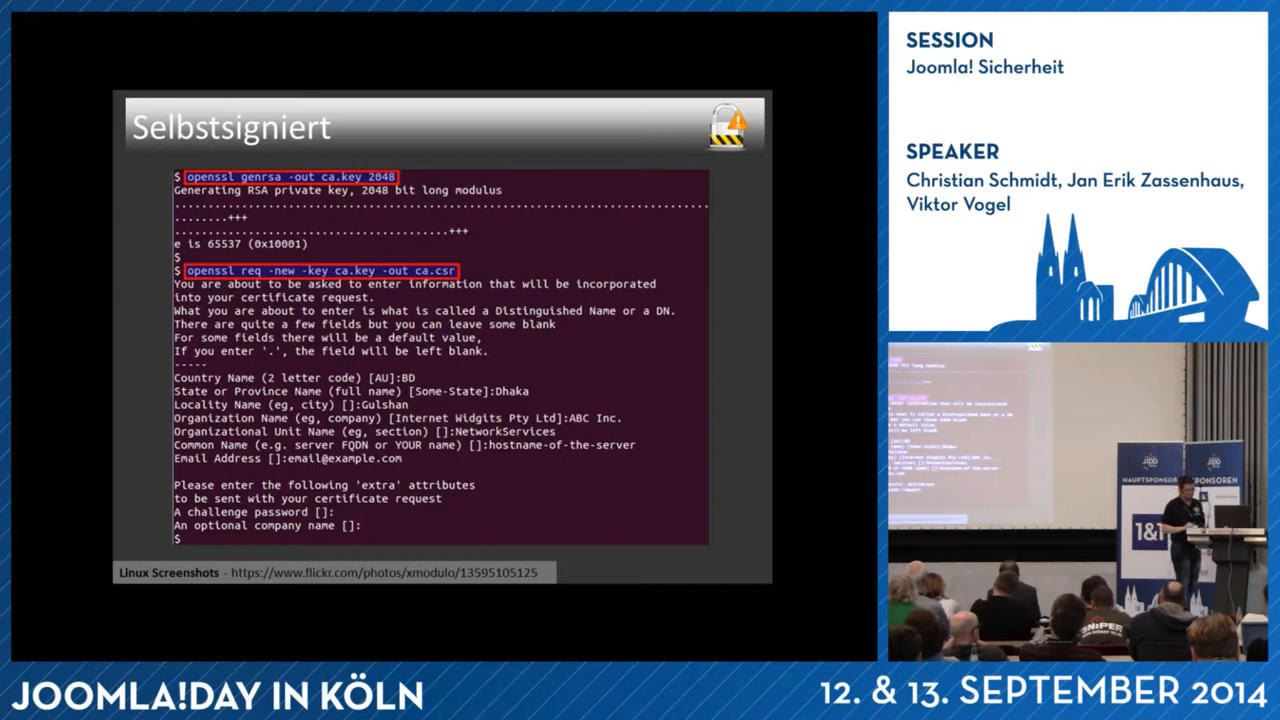 Selbstsigniert
$ openssl genrsa -out ca.key 2048
Generating RSA private key, 2048 bit long modulus
...............................................................................
........+++
.........................................+++
e is 65537 (0x10001)
$
$ openssl req -new -key ca.key -out ca.csr
You are about to be asked to enter information that will be incorporated
into your certificate request.
What you are about to enter is what is called a Distinguished Name or a DN.
There are quite a few fields but you can leave some blank
For some fields there will be a default value,
If you enter '.', the field will be left blank.
-----
Country Name (2 letter code) [AU]:BD
State or Province Name (full name) [Some-State]:Dhaka
Locality Name (eg, city) []:Gulshan
Organization Name (eg, company) [Internet Widgits Pty Ltd]:ABC Inc.
Organizational Unit Name (eg, section) []:NetworkServices
Common Name (e.g. server FQDN or YOUR name) []:hostname-of-the-server
Email Address []:email@example.com
Please enter the following 'extra' attributes
to be sent with your certificate request
A challenge password []:
An optional company name []:
$
Linux Screenshots - https://www.flickr.com/photos/xmodulo/13595105125
SESSION
Joomla! Sicherheit
SPEAKER
Christian Schmidt, Jan Erik Zassenhaus,
Viktor Vogel
JDD
JDD
HAUPTSPONSOR
SPONSOREN
1&1
SNIPER
JOOMLA!DAY IN KÖLN
12. & 13. SEPTEMBER 2014